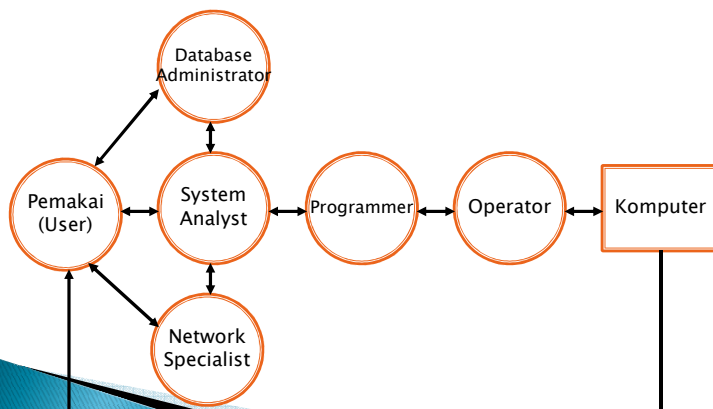 Database
Administrator
Pemakai
(User)
System
Analyst
Programmer
Operator
Komputer
Network
Specialist